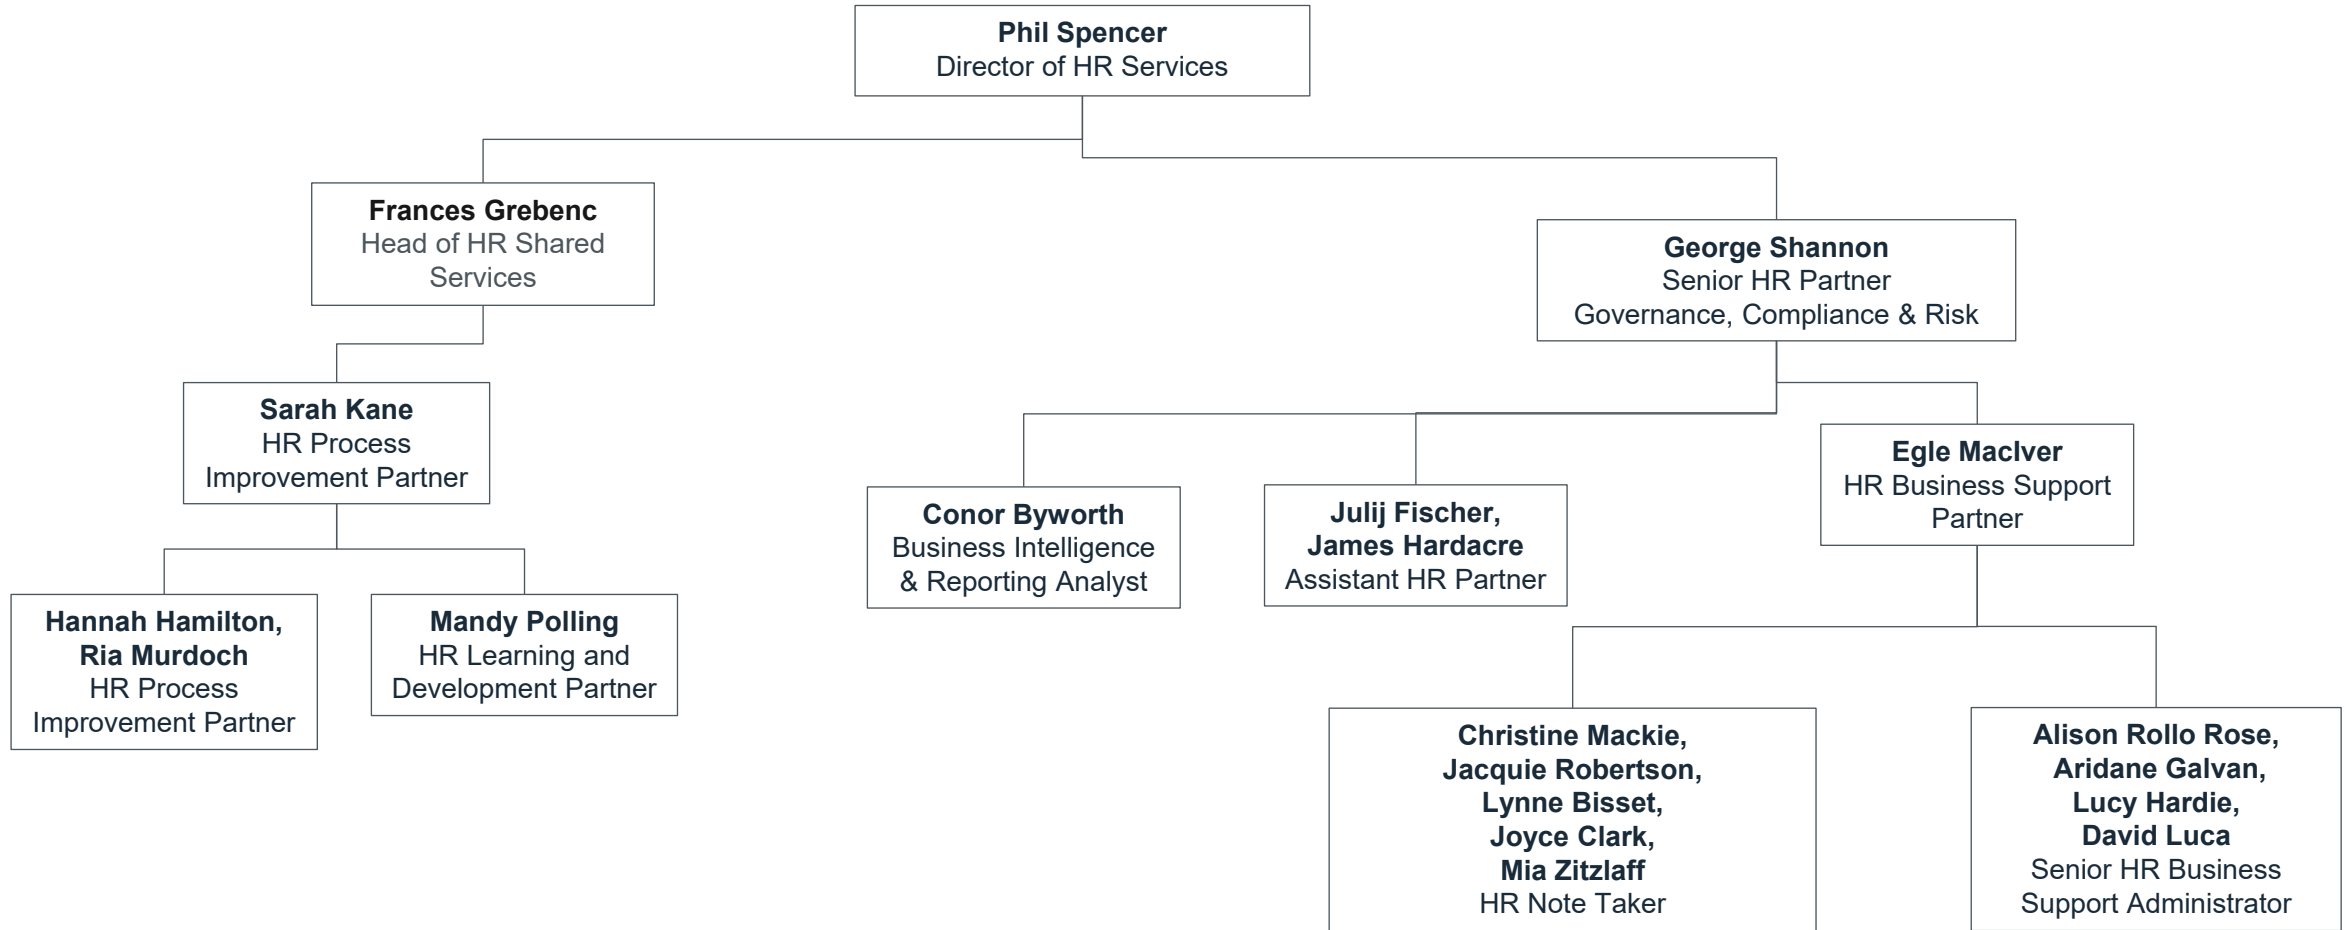 Phil Spencer
Director of HR Services
Frances Grebenc
Head of HR Shared
Services
George Shannon
Senior HR Partner
Governance, Compliance & Risk
Sarah Kane
HR Process
Improvement Partner
Egle MacIver
HR Business Support
Partner
Conor Byworth
Business Intelligence
& Reporting Analyst
Julij Fischer,
James Hardacre
Assistant HR Partner
Hannah Hamilton,
Ria Murdoch
HR Process
Improvement Partner
Mandy Polling
HR Learning and
Development Partner
Christine Mackie,
Jacquie Robertson,
Lynne Bisset,
Joyce Clark,
Mia Zitzlaff
HR Note Taker
Alison Rollo Rose,
Aridane Galvan,
Lucy Hardie,
David Luca
Senior HR Business
Support Administrator